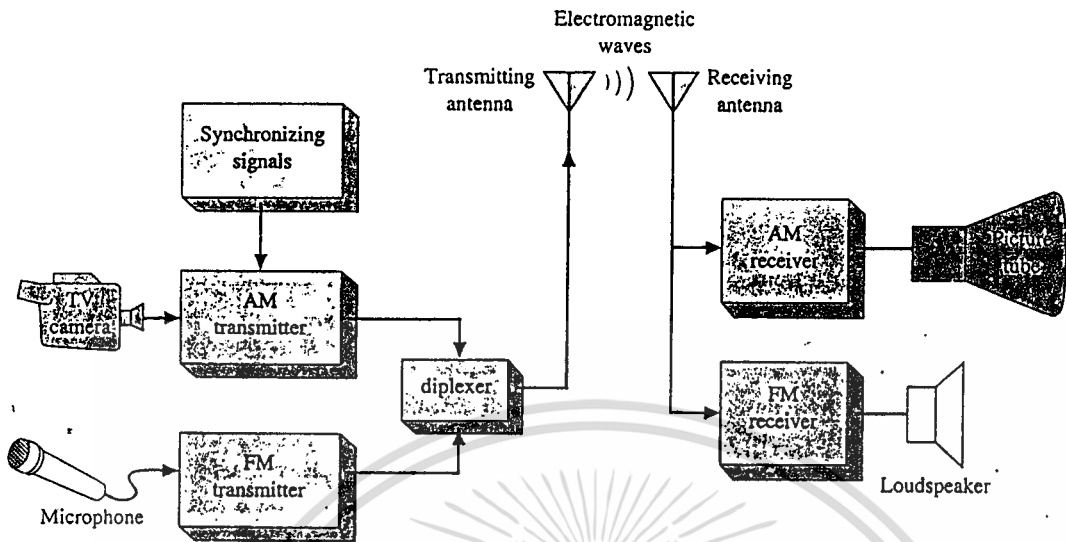 Electromagnetic
waves
Transmitting
antenna
Receiving
antenna
Synchronizing
signals
T.V
camera
AM
transmitter
AM
receiver
Picture
tube
diplexer
Microphone
FM
transmitter
FM
receiver
Loudspeaker